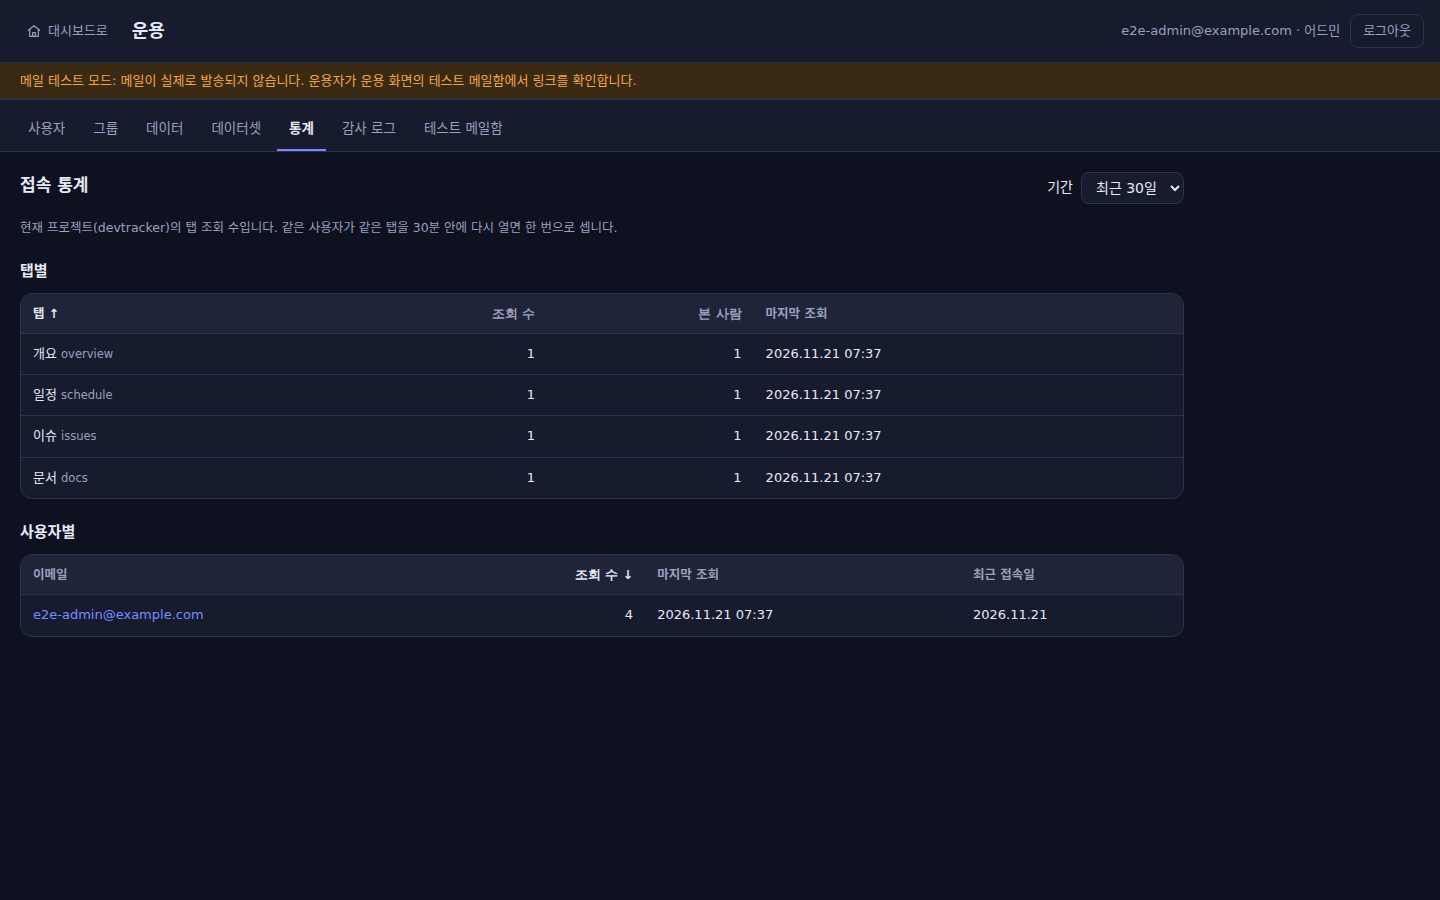 대시보드로 운용 e2e-admin@example.com · 어드민 로그아웃
메일 테스트 모드: 메일이 실제로 발송되지 않습니다. 운용자가 운용 화면의 테스트 메일함에서 링크를 확인합니다.
사용자 그룹 데이터 데이터셋 통계 감사 로그 테스트 메일함
접속 통계 기간 최근 30일
현재 프로젝트(devtracker)의 탭 조회 수입니다. 같은 사용자가 같은 탭을 30분 안에 다시 열면 한 번으로 셉니다.
탭별
탭 ↑ 조회 수 본 사람 마지막 조회
개요 overview 1 1 2026.11.21 07:37
일정 schedule 1 1 2026.11.21 07:37
이슈 issues 1 1 2026.11.21 07:37
문서 docs 1 1 2026.11.21 07:37
사용자별
이메일 조회 수 ↓ 마지막 조회 최근 접속일
e2e-admin@example.com 4 2026.11.21 07:37 2026.11.21